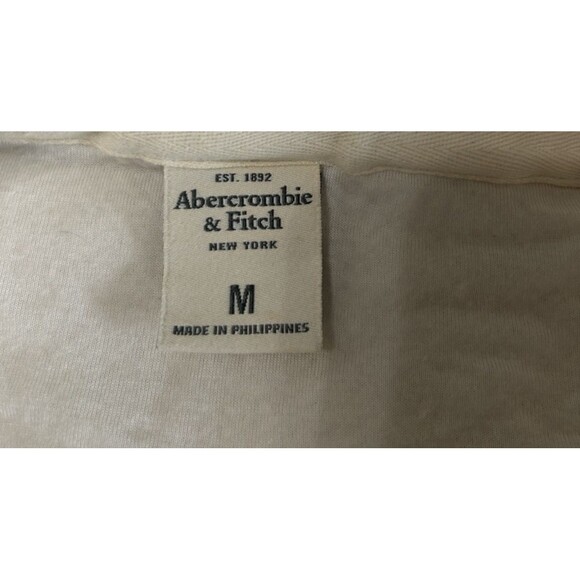 EST. 1892
Abercrombie
& Fitch
NEW YORK
M
MADE IN PHILIPPINES